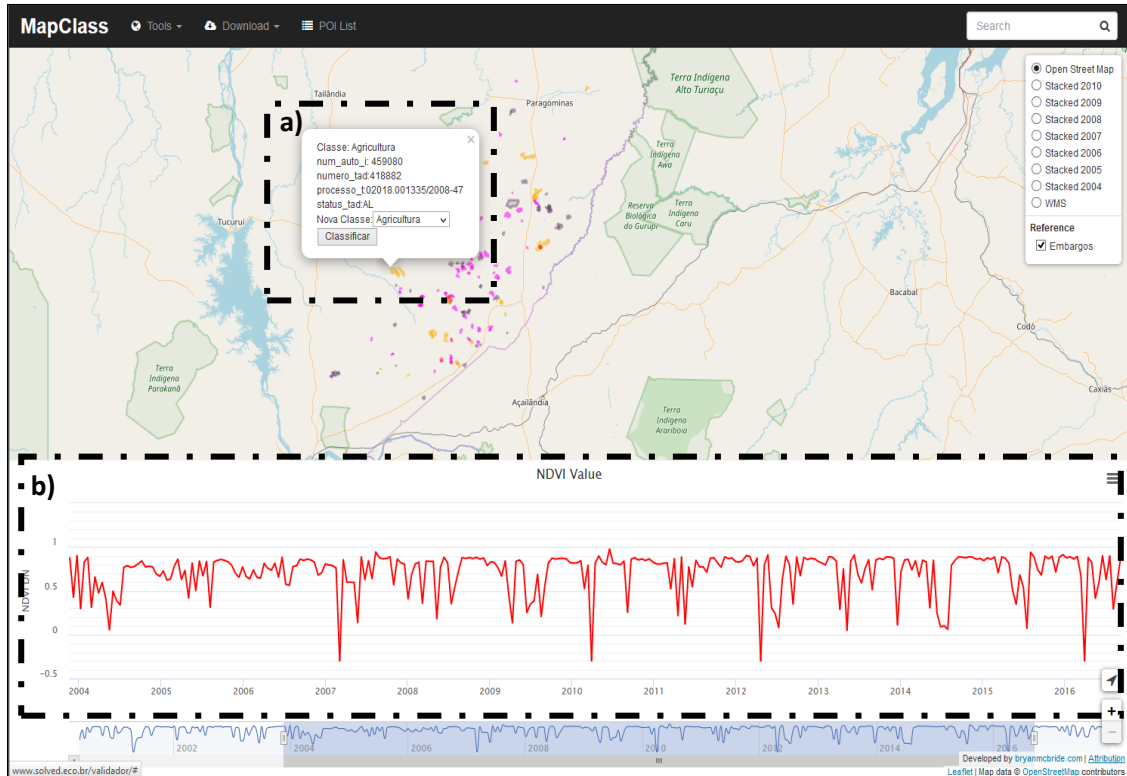 MapClass
Tools
Download
POI List
Search
Open Street Map
Stacked 2010
Stacked 2009
Stacked 2008
Stacked 2007
Stacked 2006
Stacked 2005
Stacked 2004
WMS
Reference
Embargos
Tailândia
Paragominas
Terra Indígena Alto Turiaçu
Terra Indígena Awa
Reserva Biológica do Gurupi
Terra Indígena Caru
Tucuruí
Bacabal
Codó
Caxias
Terra Indígena Parakanã
Açailândia
Terra Indígena Arariboia
a)
×
Classe: Agricultura
num_auto_i: 459080
numero_tad:418882
processo_t:02018.001335/2008-47
status_tad:AL
Nova Classe: Agricultura
Classificar
b)
NDVI Value
NDVI DN
1
0.5
0
−0.5
2004 2005 2006 2007 2008 2009 2010 2011 2012 2013 2014 2015 2016
+
−
2002 2004 2006 2008 2010 2012 2014 2016
Developed by bryanmcbride.com | Attribution
www.solved.eco.br/validador/#
Leaflet | Map data © OpenStreetMap contributors